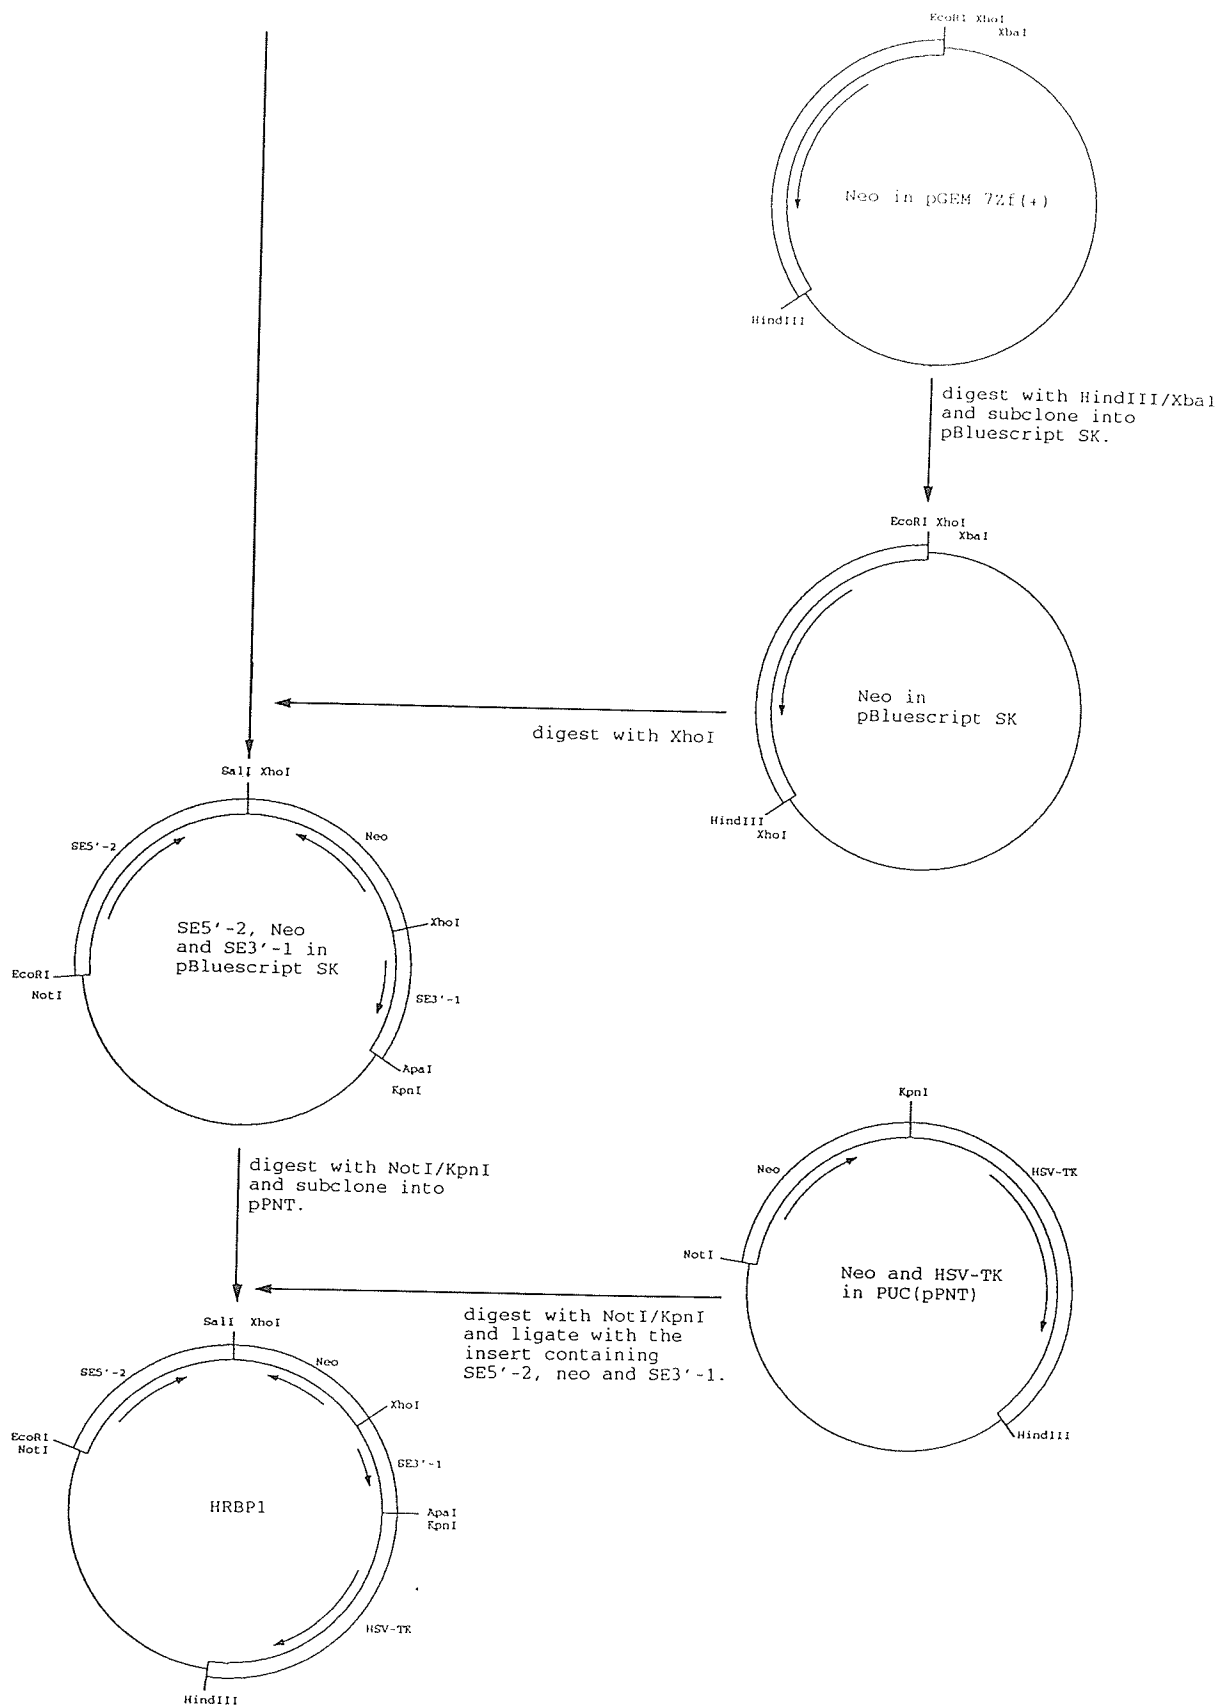 EcoRI XhoI
XbaI
Neo in pGEM 7Zf(+)
HindIII
digest with HindIII/XbaI
and subclone into
pBluescript SK.
EcoRI XhoI
XbaI
Neo in
pBluescript SK
HindIII
XhoI
digest with XhoI
SalI XhoI
SE5'-2
Neo
SE5'-2, Neo
and SE3'-1 in
pBluescript SK
XhoI
EcoRI
NotI
SE3'-1
ApaI
KpnI
digest with NotI/KpnI
and subclone into
pPNT.
KpnI
Neo
HSV-TK
NotI
Neo and HSV-TK
in PUC(pPNT)
HindIII
digest with NotI/KpnI
and ligate with the
insert containing
SE5'-2, neo and SE3'-1.
SalI XhoI
SE5'-2
Neo
XhoI
EcoRI
NotI
SE3'-1
HRBP1
ApaI
KpnI
HSV-TK
HindIII